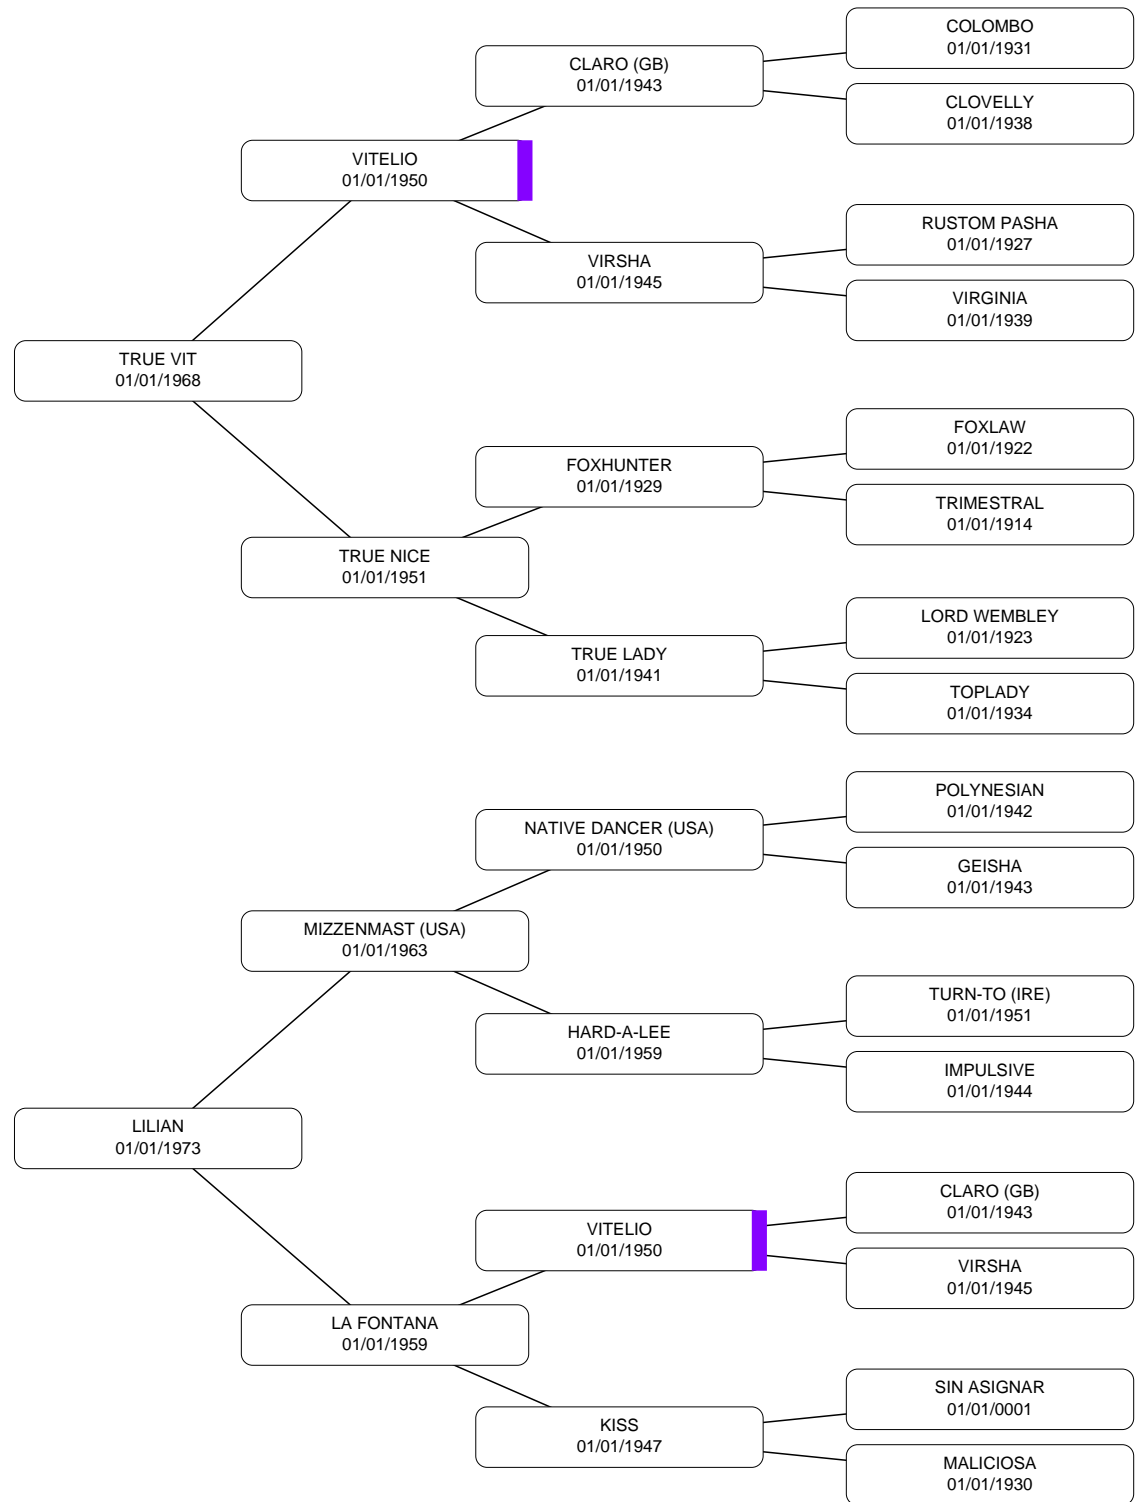 COLOMBO
01/01/1931
CLARO (GB)
01/01/1943
CLOVELLY
01/01/1938
VITELIO
01/01/1950
RUSTOM PASHA
01/01/1927
VIRSHA
01/01/1945
VIRGINIA
01/01/1939
TRUE VIT
01/01/1968
FOXLAW
01/01/1922
FOXHUNTER
01/01/1929
TRIMESTRAL
01/01/1914
TRUE NICE
01/01/1951
LORD WEMBLEY
01/01/1923
TRUE LADY
01/01/1941
TOPLADY
01/01/1934
POLYNESIAN
01/01/1942
NATIVE DANCER (USA)
01/01/1950
GEISHA
01/01/1943
MIZZENMAST (USA)
01/01/1963
TURN-TO (IRE)
01/01/1951
HARD-A-LEE
01/01/1959
IMPULSIVE
01/01/1944
LILIAN
01/01/1973
CLARO (GB)
01/01/1943
VITELIO
01/01/1950
VIRSHA
01/01/1945
LA FONTANA
01/01/1959
SIN ASIGNAR
01/01/0001
KISS
01/01/1947
MALICIOSA
01/01/1930